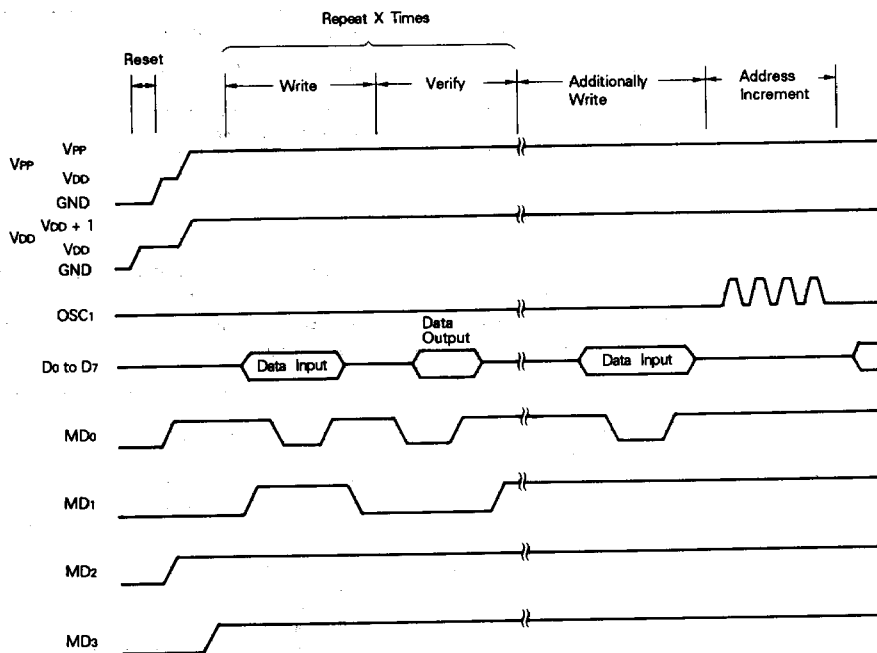 Repeat X Times
Reset
Write
Verify
Additionally
Write
Address
Increment
VPP
VPP
VDD
GND
VDD
VDD + 1
VDD
GND
OSC1
D0 to D7
Data Input
Data
Output
Data Input
MD0
MD1
MD2
MD3